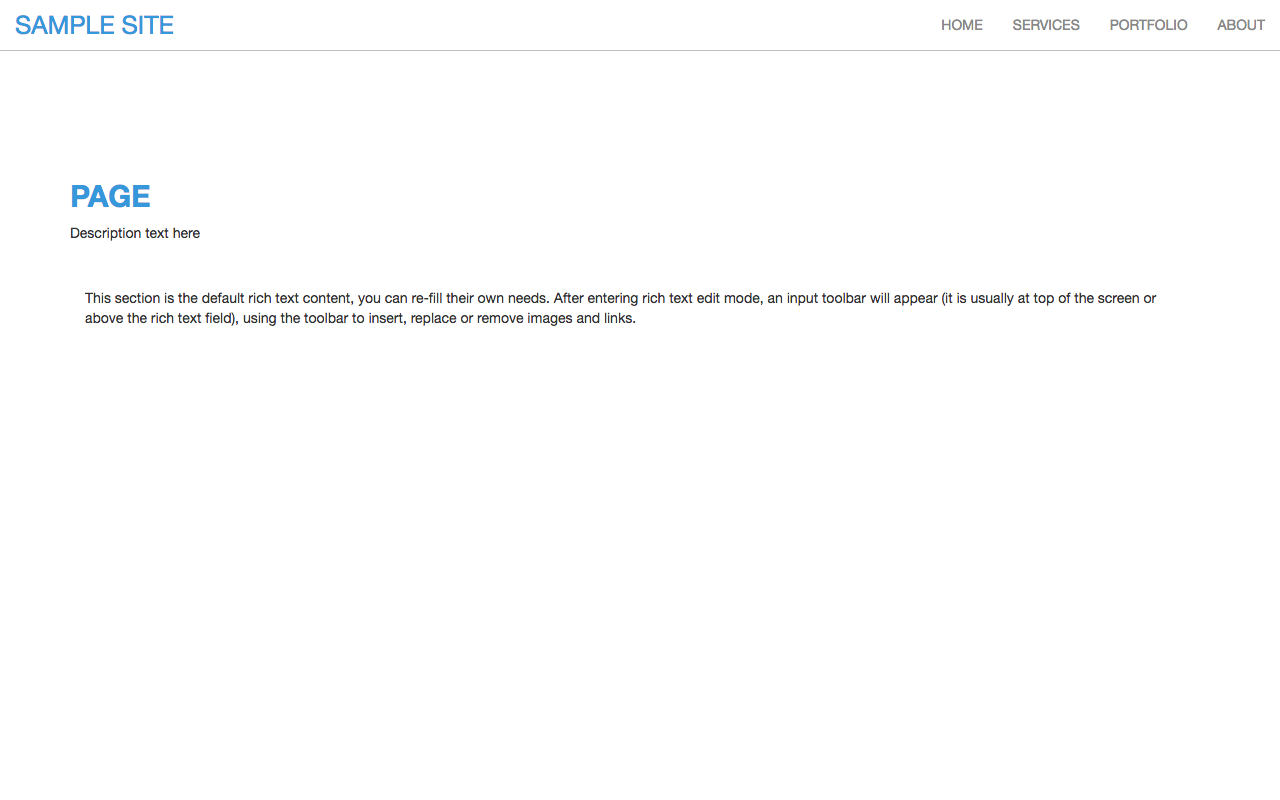 SAMPLE SITE
HOME SERVICES PORTFOLIO ABOUT
PAGE
Description text here
This section is the default rich text content, you can re-fill their own needs. After entering rich text edit mode, an input toolbar will appear (it is usually at top of the screen or
above the rich text field), using the toolbar to insert, replace or remove images and links.